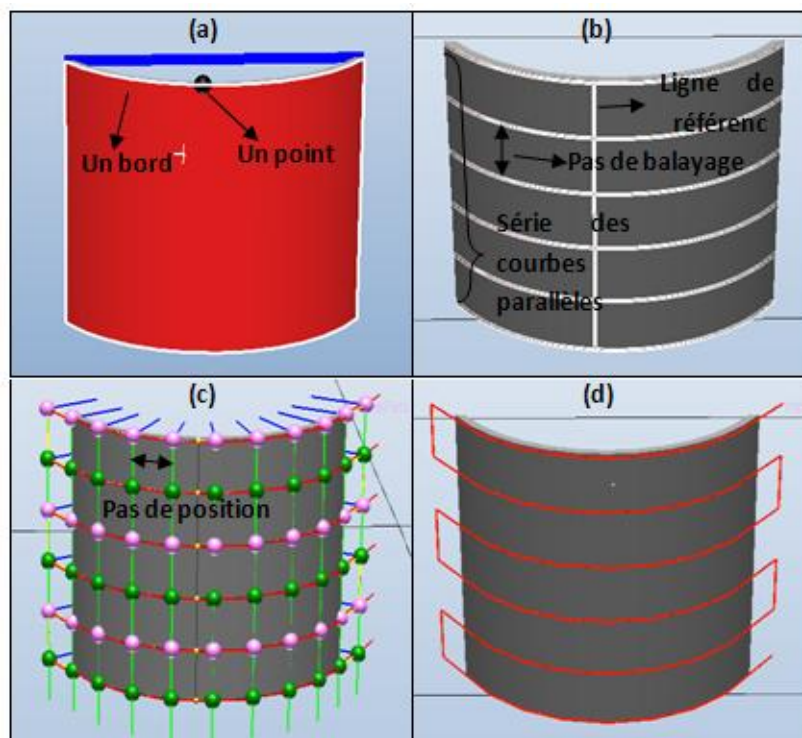 (a)
Un bord
Un point
(b)
Ligne de
référenc
Pas de balayage
Série des
courbes
parallèles
(c)
Pas de position
(d)